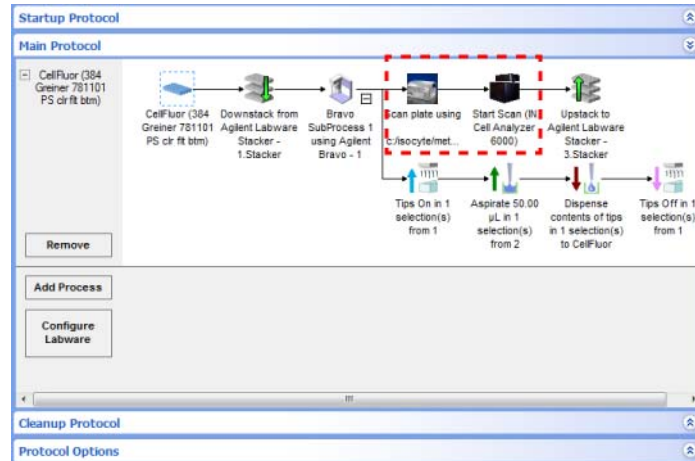 Startup Protocol
Main Protocol
CellFluor (384
Greiner 781101
PS clr flt btm)
CellFluor (384
Greiner 781101
PS clr flt btm)
Downstack from
Agilent Labware
Stacker -
1.Stacker
Bravo
SubProcess 1
using Agilent
Bravo - 1
Scan plate using
c:/isocyte/met...
Start Scan (IN
Cell Analyzer
6000)
Upstack to
Agilent Labware
Stacker -
3.Stacker
Tips On in 1
selection(s)
from 1
Aspirate 50.00
µL in 1
selection(s)
from 2
Dispense
contents of tips
in 1 selection(s)
to CellFluor
Tips Off in 1
selection(s)
from 1
Remove
Add Process
Configure
Labware
Cleanup Protocol
Protocol Options